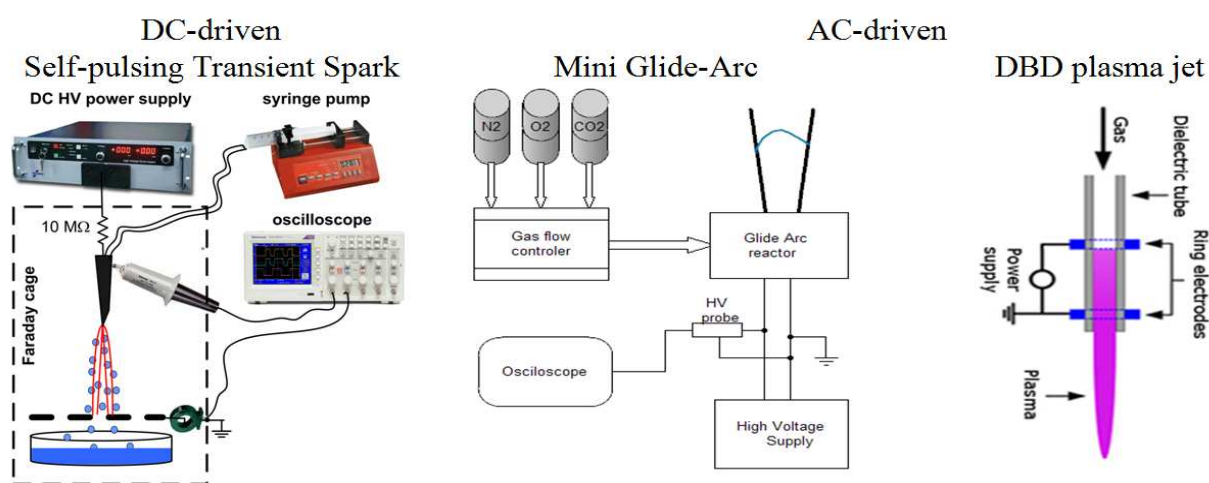 DC-driven
Self-pulsing Transient Spark
DC HV power supply
syringe pump
10 MΩ
oscilloscope
Faraday cage
AC-driven
Mini Glide-Arc
N2
O2
CO2
Gas flow
controler
Glide Arc
reactor
HV
probe
Osciloscope
High Voltage
Supply
DBD plasma jet
Gas
Dielectric tube
Power
supply
Ring electrodes
Plasma